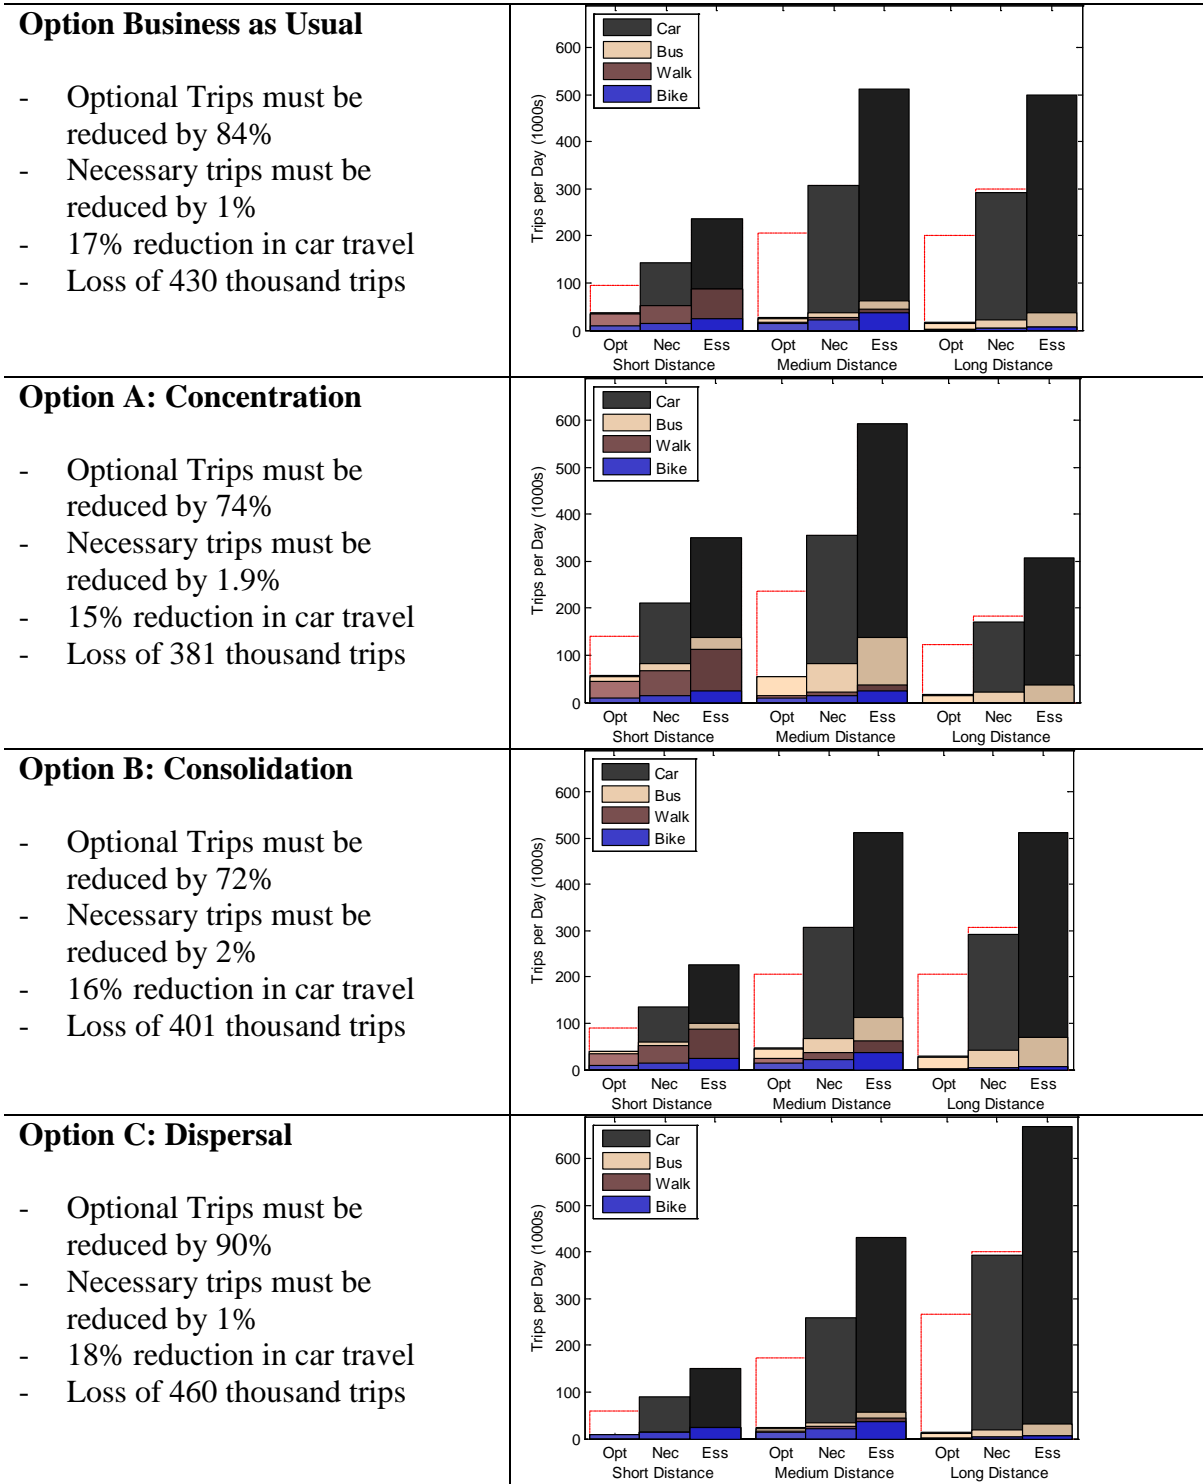 Option Business as Usual
- Optional Trips must be
reduced by 84%
- Necessary trips must be
reduced by 1%
- 17% reduction in car travel
- Loss of 430 thousand trips
Car
Bus
Walk
Bike
Trips per Day (1000s)
600
500
400
300
200
100
0
Opt Nec Ess Opt Nec Ess Opt Nec Ess
Short Distance Medium Distance Long Distance
Option A: Concentration
- Optional Trips must be
reduced by 74%
- Necessary trips must be
reduced by 1.9%
- 15% reduction in car travel
- Loss of 381 thousand trips
Car
Bus
Walk
Bike
Trips per Day (1000s)
600
500
400
300
200
100
0
Opt Nec Ess Opt Nec Ess Opt Nec Ess
Short Distance Medium Distance Long Distance
Option B: Consolidation
- Optional Trips must be
reduced by 72%
- Necessary trips must be
reduced by 2%
- 16% reduction in car travel
- Loss of 401 thousand trips
Car
Bus
Walk
Bike
Trips per Day (1000s)
600
500
400
300
200
100
0
Opt Nec Ess Opt Nec Ess Opt Nec Ess
Short Distance Medium Distance Long Distance
Option C: Dispersal
- Optional Trips must be
reduced by 90%
- Necessary trips must be
reduced by 1%
- 18% reduction in car travel
- Loss of 460 thousand trips
Car
Bus
Walk
Bike
Trips per Day (1000s)
600
500
400
300
200
100
0
Opt Nec Ess Opt Nec Ess Opt Nec Ess
Short Distance Medium Distance Long Distance